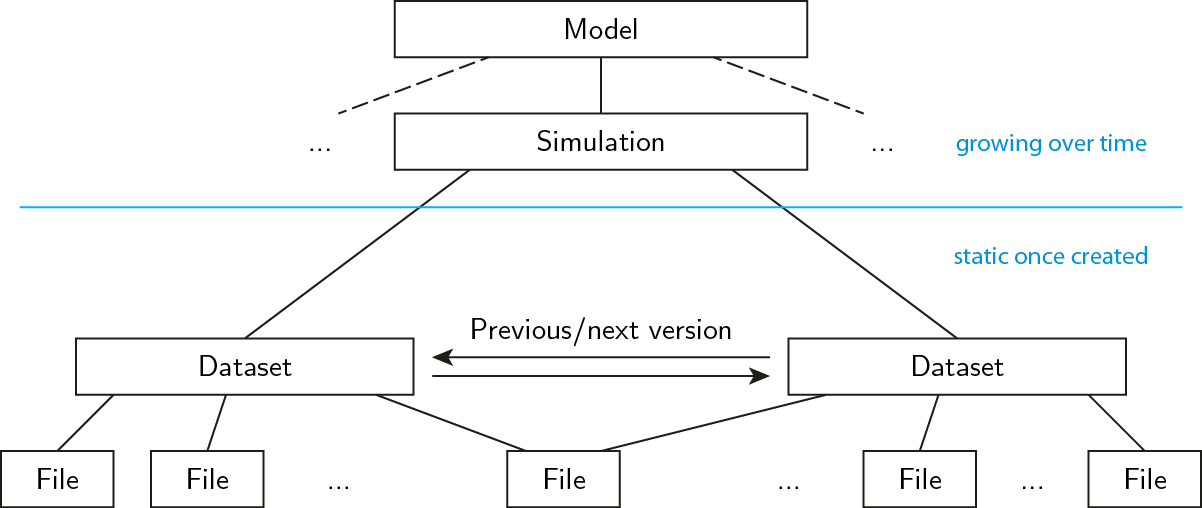 Model
...
Simulation
...
growing over time
static once created
Previous/next version
Dataset
Dataset
File
File
...
File
...
File
...
File